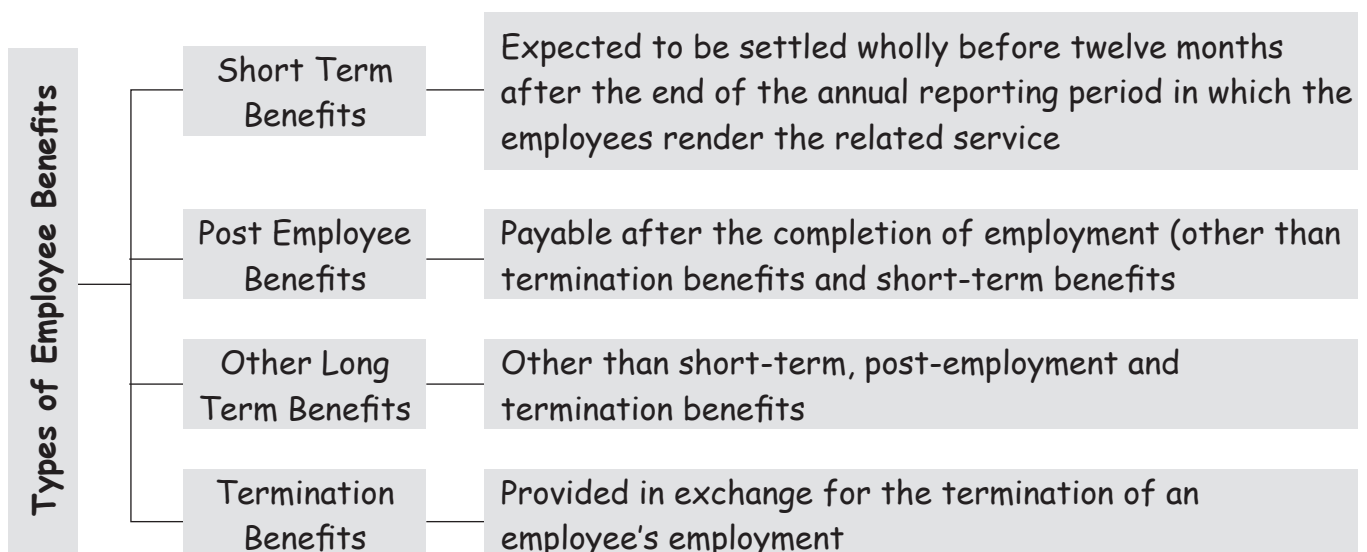 Types of Employee Benefits
Short Term
Benefits
Expected to be settled wholly before twelve months
after the end of the annual reporting period in which the
employees render the related service
Post Employee
Benefits
Payable after the completion of employment (other than
termination benefits and short-term benefits
Other Long
Term Benefits
Other than short-term, post-employment and
termination benefits
Termination
Benefits
Provided in exchange for the termination of an
employee's employment